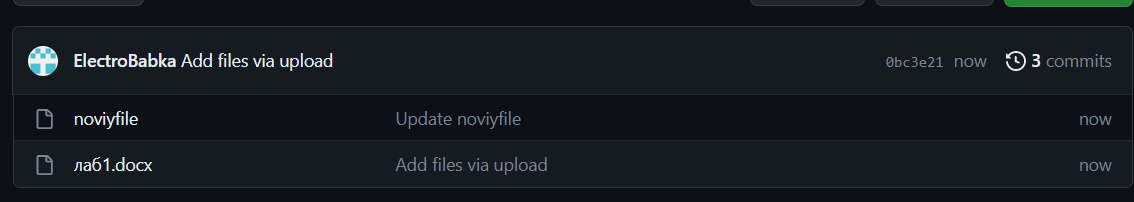 ElectroBabka Add files via upload 0bc3e21 now 3 commits
noviyfile Update noviyfile now
лаб1.docx Add files via upload now